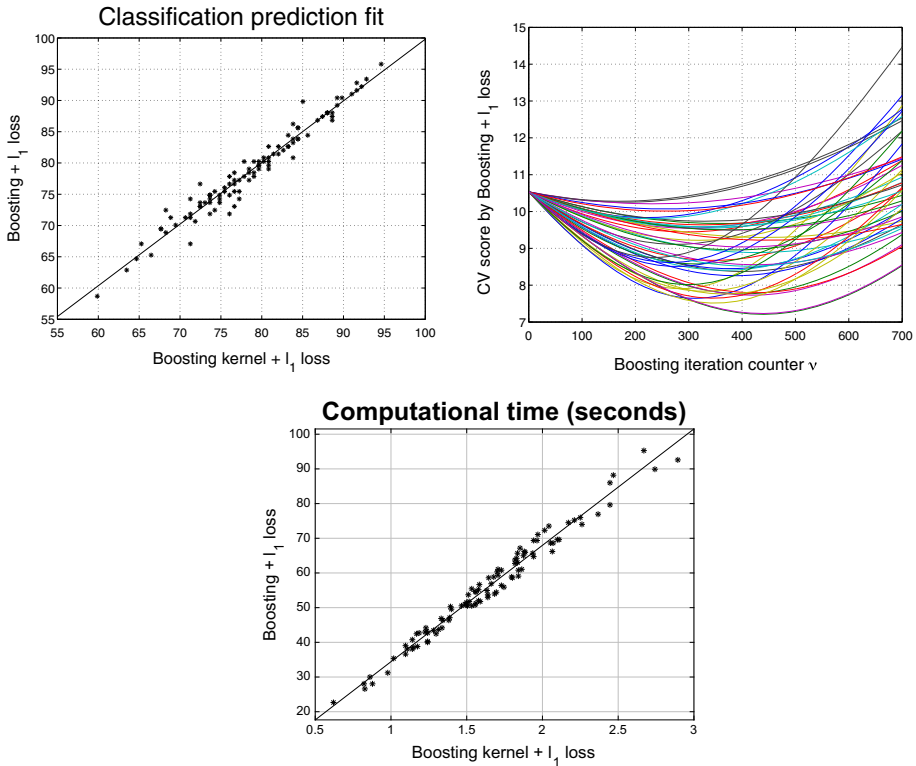 Classification prediction fit
100
95
90
85
80
75
70
65
60
55
55 60 65 70 75 80 85 90 95 100
Boosting + l1 loss
Boosting kernel + l1 loss
15
14
13
12
11
10
9
8
7
0 100 200 300 400 500 600 700
CV score by Boosting + l1 loss
Boosting iteration counter ν
Computational time (seconds)
100
90
80
70
60
50
40
30
20
0.5 1 1.5 2 2.5 3
Boosting + l1 loss
Boosting kernel + l1 loss